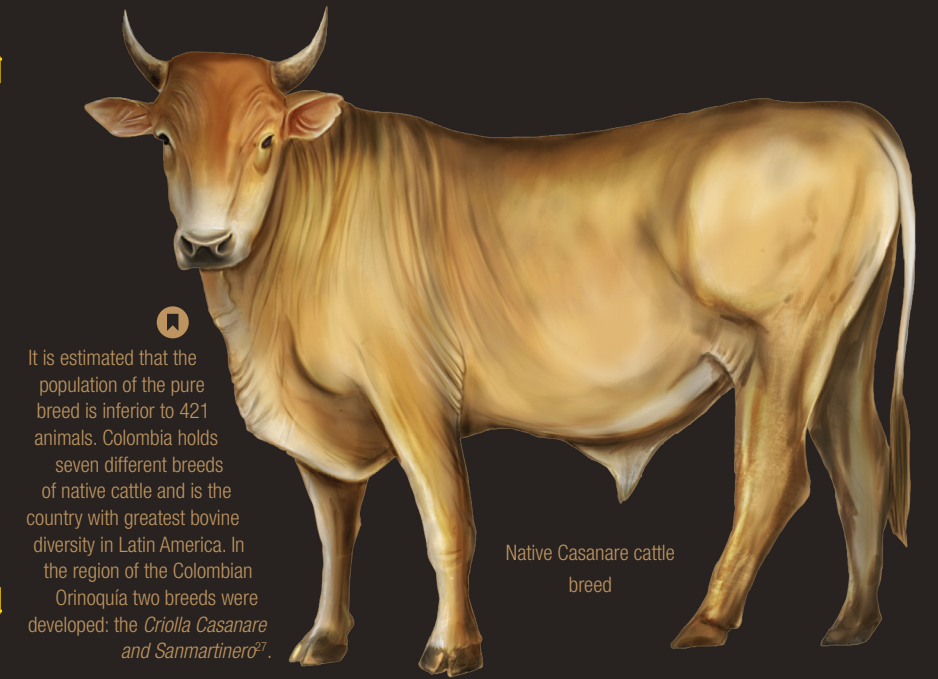 It is estimated that the
population of the pure
breed is inferior to 421
animals. Colombia holds
seven different breeds
of native cattle and is the
country with greatest bovine
diversity in Latin America. In
the region of the Colombian
Orinoquía two breeds were
developed: the Criolla Casanare
and Sanmartinero27.
Native Casanare cattle
breed